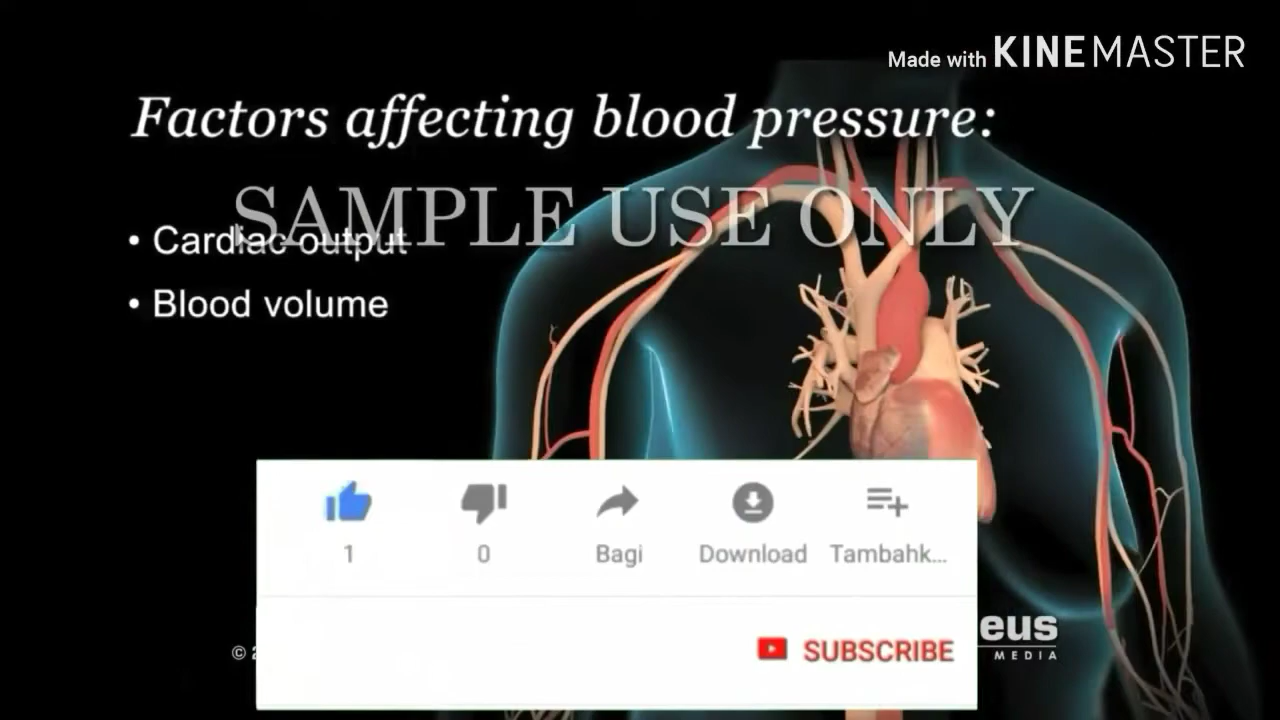 Made with KINEMASTER
Factors affecting blood pressure:
SAMPLE USE ONLY
• Cardiac output
• Blood volume
1 0 Bagi Download Tambahk...
SUBSCRIBE
eus
MEDIA
©